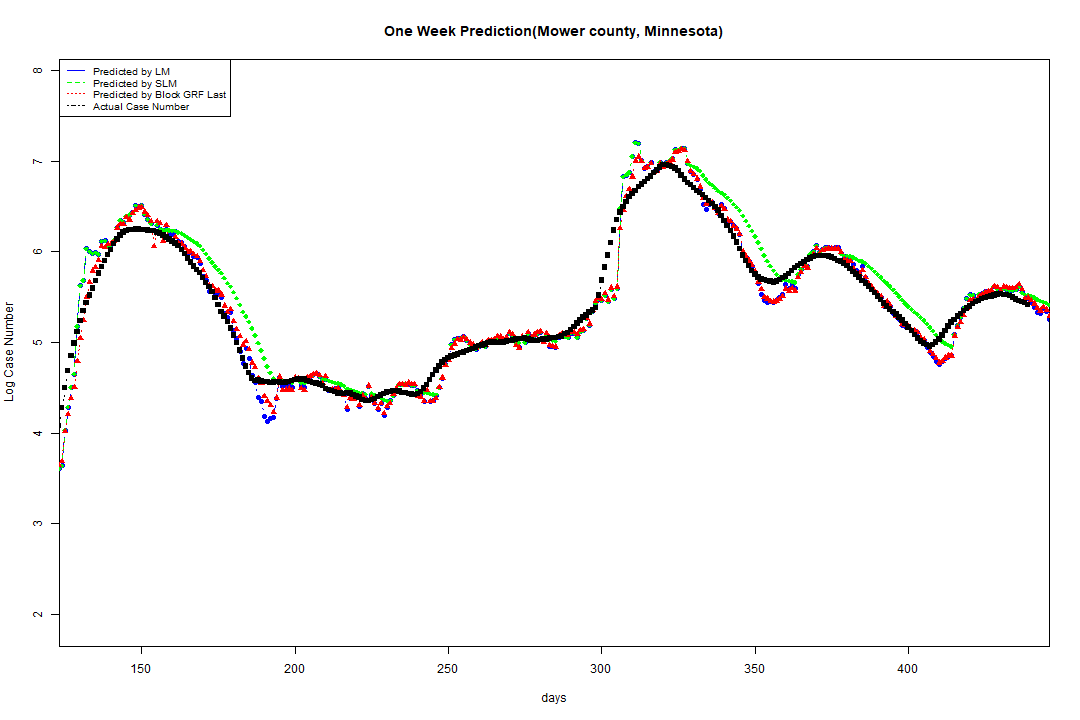 One Week Prediction(Mower county, Minnesota)
Predicted by LM
Predicted by SLM
Predicted by Block GRF Last
Actual Case Number
8
7
6
5
4
3
2
Log Case Number
150 200 250 300 350 400
days